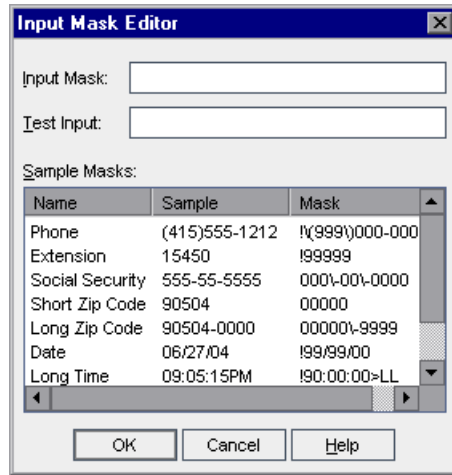 Input Mask Editor
Input Mask:
Test Input:
Sample Masks:
Name Sample Mask
Phone (415)555-1212 !\(999\)000-000
Extension 15450 !99999
Social Security 555-55-5555 000\-00\-0000
Short Zip Code 90504 00000
Long Zip Code 90504-0000 00000\-9999
Date 06/27/04 !99/99/00
Long Time 09:05:15PM !90:00:00>LL
OK Cancel Help